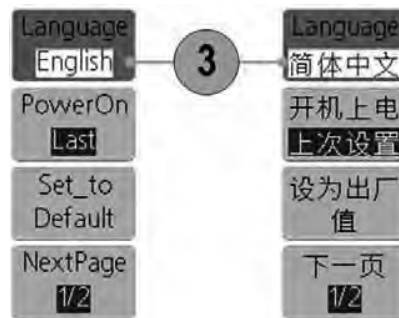 Language
English
PowerOn
Last
Set_to
Default
NextPage
1/2
3
Language
简体中文
开机上电
上次设置
设为出厂
值
下一页
1/2